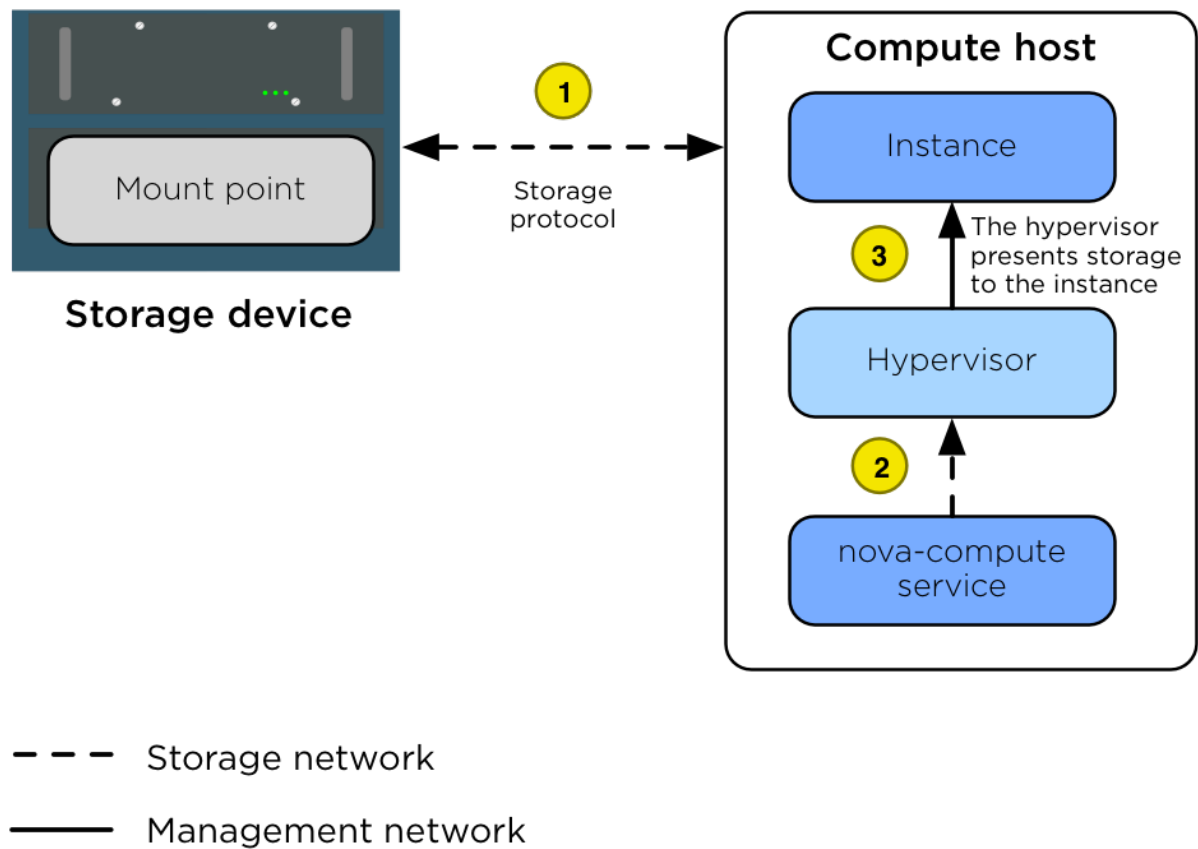 Compute host
1
Instance
Mount point
Storage
protocol
The hypervisor
presents storage
to the instance
3
Storage device
Hypervisor
2
nova-compute
service
Storage network
Management network